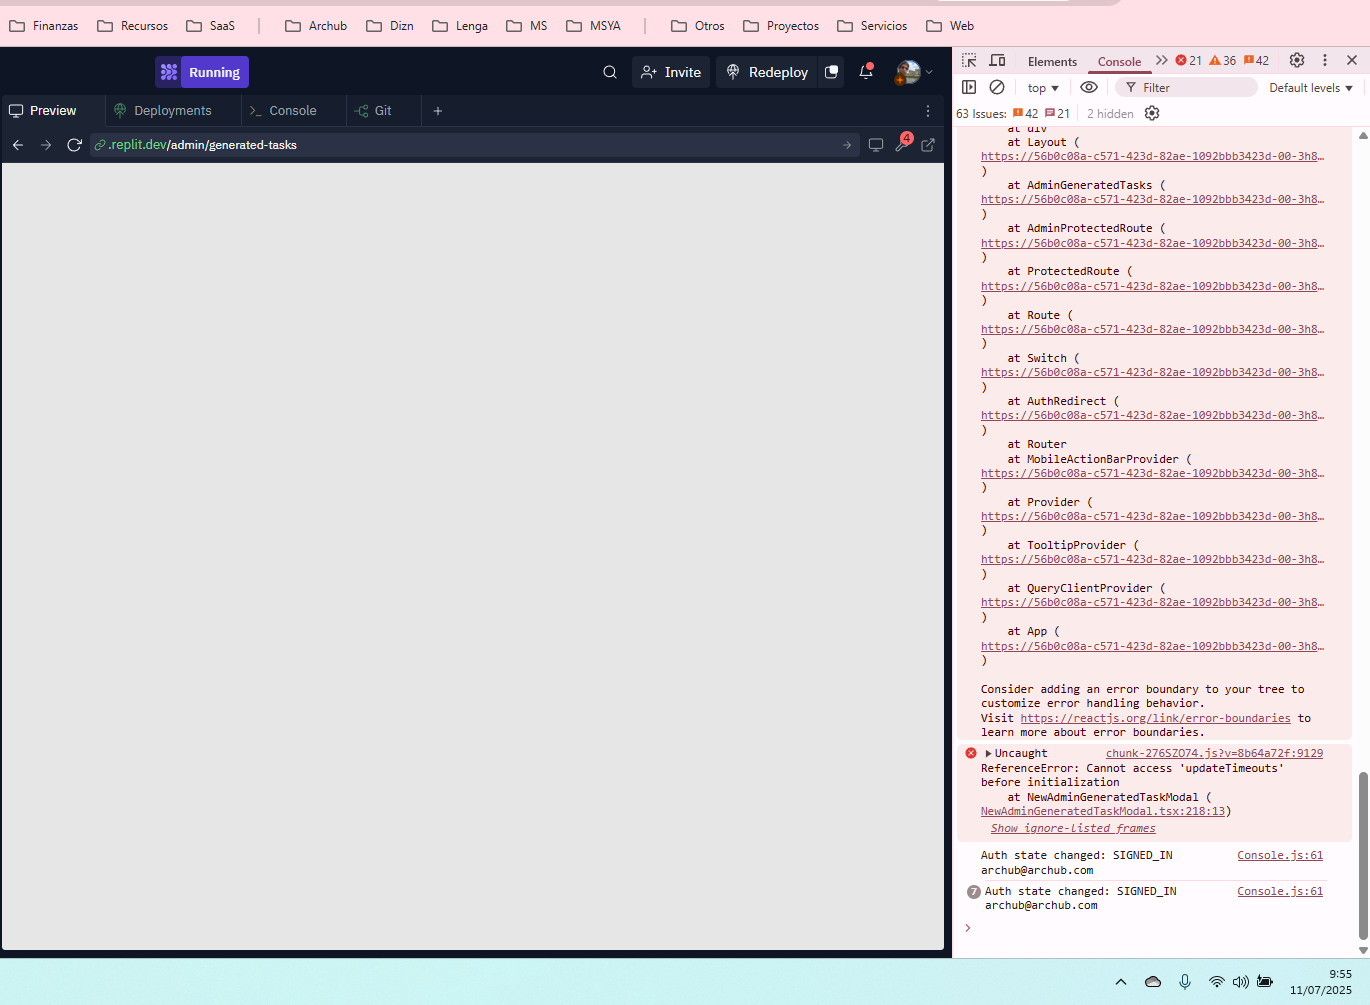 Finanzas Recursos SaaS | Archub Dizn Lenga MS MSYA | Otros Proyectos Servicios Web
Running Invite Redeploy
Preview Deployments Console Git +
.replit.dev/admin/generated-tasks 4
Elements Console 21 36 42
top Filter Default levels
63 Issues: 42 21 2 hidden
at div
at Layout (
https://56b0c08a-c571-423d-82ae-1092bbb3423d-00-3h8…
)
at AdminGeneratedTasks (
https://56b0c08a-c571-423d-82ae-1092bbb3423d-00-3h8…
)
at AdminProtectedRoute (
https://56b0c08a-c571-423d-82ae-1092bbb3423d-00-3h8…
)
at ProtectedRoute (
https://56b0c08a-c571-423d-82ae-1092bbb3423d-00-3h8…
)
at Route (
https://56b0c08a-c571-423d-82ae-1092bbb3423d-00-3h8…
)
at Switch (
https://56b0c08a-c571-423d-82ae-1092bbb3423d-00-3h8…
)
at AuthRedirect (
https://56b0c08a-c571-423d-82ae-1092bbb3423d-00-3h8…
)
at Router
at MobileActionBarProvider (
https://56b0c08a-c571-423d-82ae-1092bbb3423d-00-3h8…
)
at Provider (
https://56b0c08a-c571-423d-82ae-1092bbb3423d-00-3h8…
)
at TooltipProvider (
https://56b0c08a-c571-423d-82ae-1092bbb3423d-00-3h8…
)
at QueryClientProvider (
https://56b0c08a-c571-423d-82ae-1092bbb3423d-00-3h8…
)
at App (
https://56b0c08a-c571-423d-82ae-1092bbb3423d-00-3h8…
)
Consider adding an error boundary to your tree to
customize error handling behavior.
Visit https://reactjs.org/link/error-boundaries to
learn more about error boundaries.
Uncaught chunk-276SZO74.js?v=8b64a72f:9129
ReferenceError: Cannot access 'updateTimeouts'
before initialization
at NewAdminGeneratedTaskModal (
NewAdminGeneratedTaskModal.tsx:218:13)
Show ignore-listed frames
Auth state changed: SIGNED_IN Console.js:61
archub@archub.com
7 Auth state changed: SIGNED_IN Console.js:61
archub@archub.com
9:55
11/07/2025